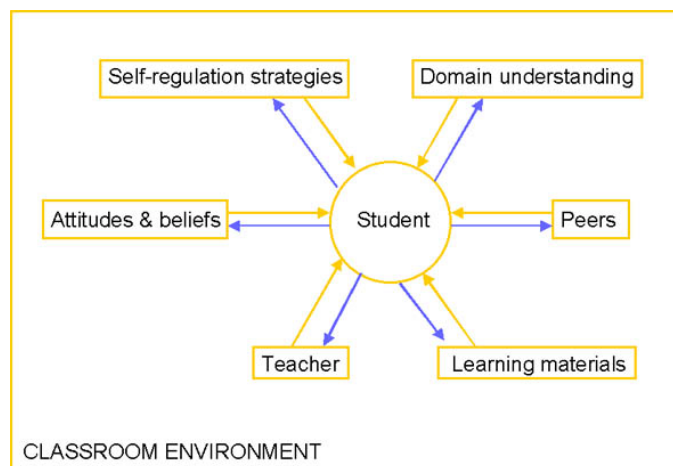 Self-regulation strategies
Domain understanding
Attitudes & beliefs
Student
Peers
Teacher
Learning materials
CLASSROOM ENVIRONMENT